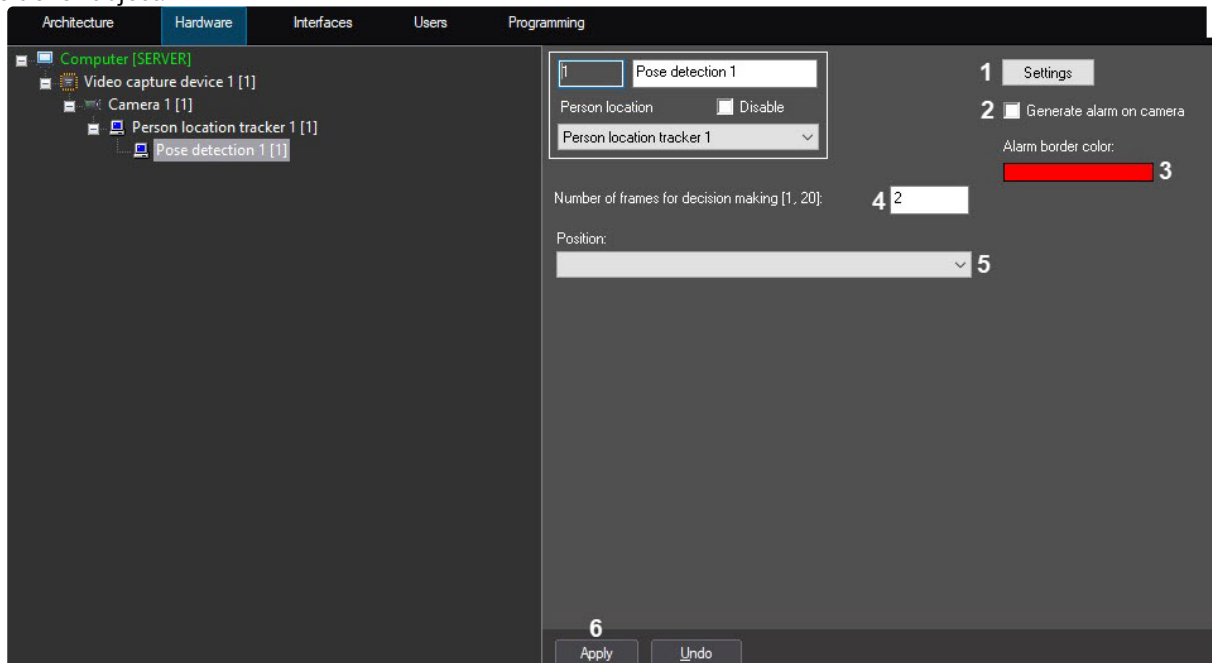 Architecture Hardware Interfaces Users Programming
Computer [SERVER]
Video capture device 1 [1]
Camera 1 [1]
Person location tracker 1 [1]
Pose detection 1 [1]
1 Pose detection 1
Person location Disable
Person location tracker 1
1 Settings
2 Generate alarm on camera
Alarm border color:
3
Number of frames for decision making [1, 20]: 4 2
Position:
5
6
Apply Undo